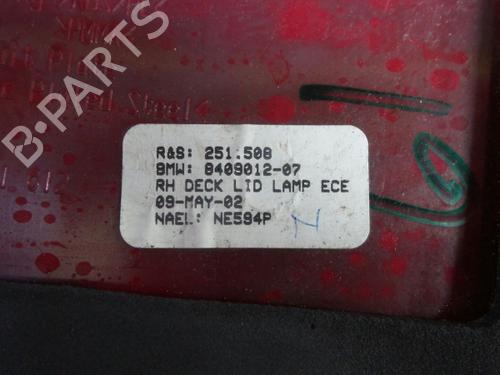 B-PARTS
R&S: 251.508
BMW: 8409012-07
RH DECK LID LAMP ECE
09-MAY-02
NAEL: NE594P